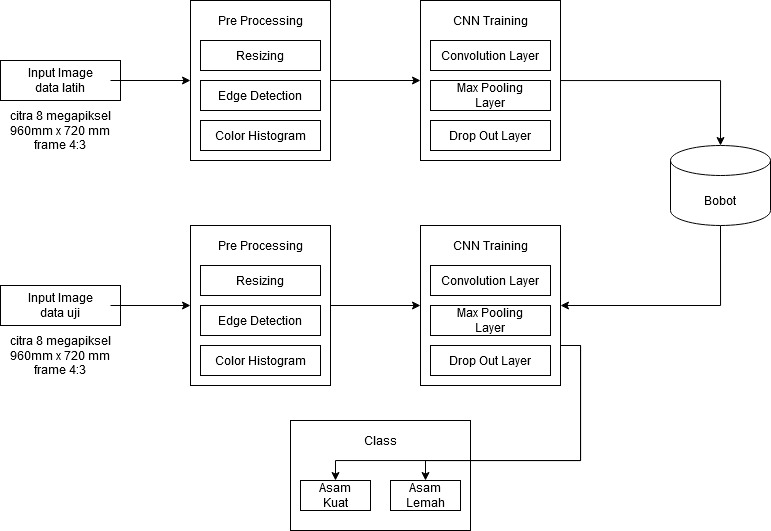 Pre Processing
Resizing
Edge Detection
Color Histogram
CNN Training
Convolution Layer
Max Pooling
Layer
Drop Out Layer
Input Image
data latih
citra 8 megapiksel
960mm x 720 mm
frame 4:3
Bobot
Pre Processing
Resizing
Edge Detection
Color Histogram
CNN Training
Convolution Layer
Max Pooling
Layer
Drop Out Layer
Input Image
data uji
citra 8 megapiksel
960mm x 720 mm
frame 4:3
Class
Asam
Kuat
Asam
Lemah